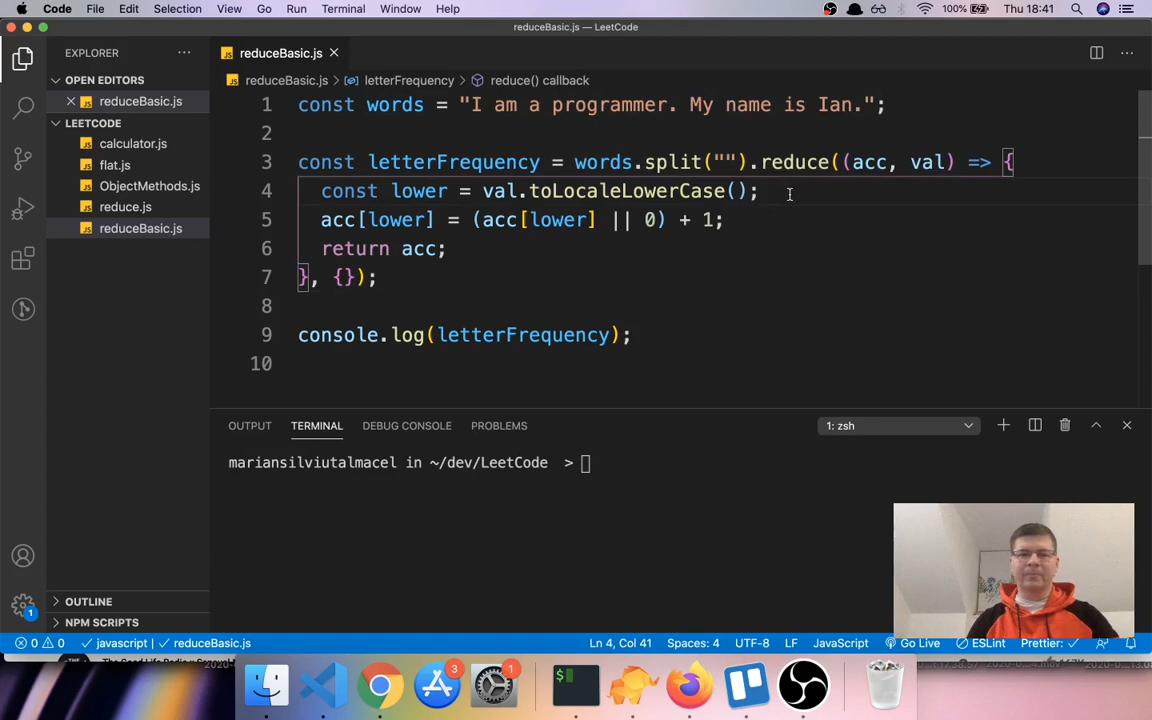 Code File Edit Selection View Go Run Terminal Window Help 100% Thu 18:41
reduceBasic.js — LeetCode
EXPLORER
reduceBasic.js
OPEN EDITORS
reduceBasic.js > letterFrequency > reduce() callback
reduceBasic.js
LEETCODE
calculator.js
flat.js
ObjectMethods.js
reduce.js
reduceBasic.js
1 const words = "I am a programmer. My name is Ian.";
2
3 const letterFrequency = words.split("").reduce((acc, val) => {
4 const lower = val.toLocaleLowerCase();
5 acc[lower] = (acc[lower] || 0) + 1;
6 return acc;
7 }, {});
8
9 console.log(letterFrequency);
10
OUTPUT TERMINAL DEBUG CONSOLE PROBLEMS 1: zsh
mariansilviutalmacel in ~/dev/LeetCode >
OUTLINE
NPM SCRIPTS
1
0 0 javascript | reduceBasic.js Ln 4, Col 41 Spaces: 4 UTF-8 LF JavaScript Go Live ESLint Prettier:
3
1